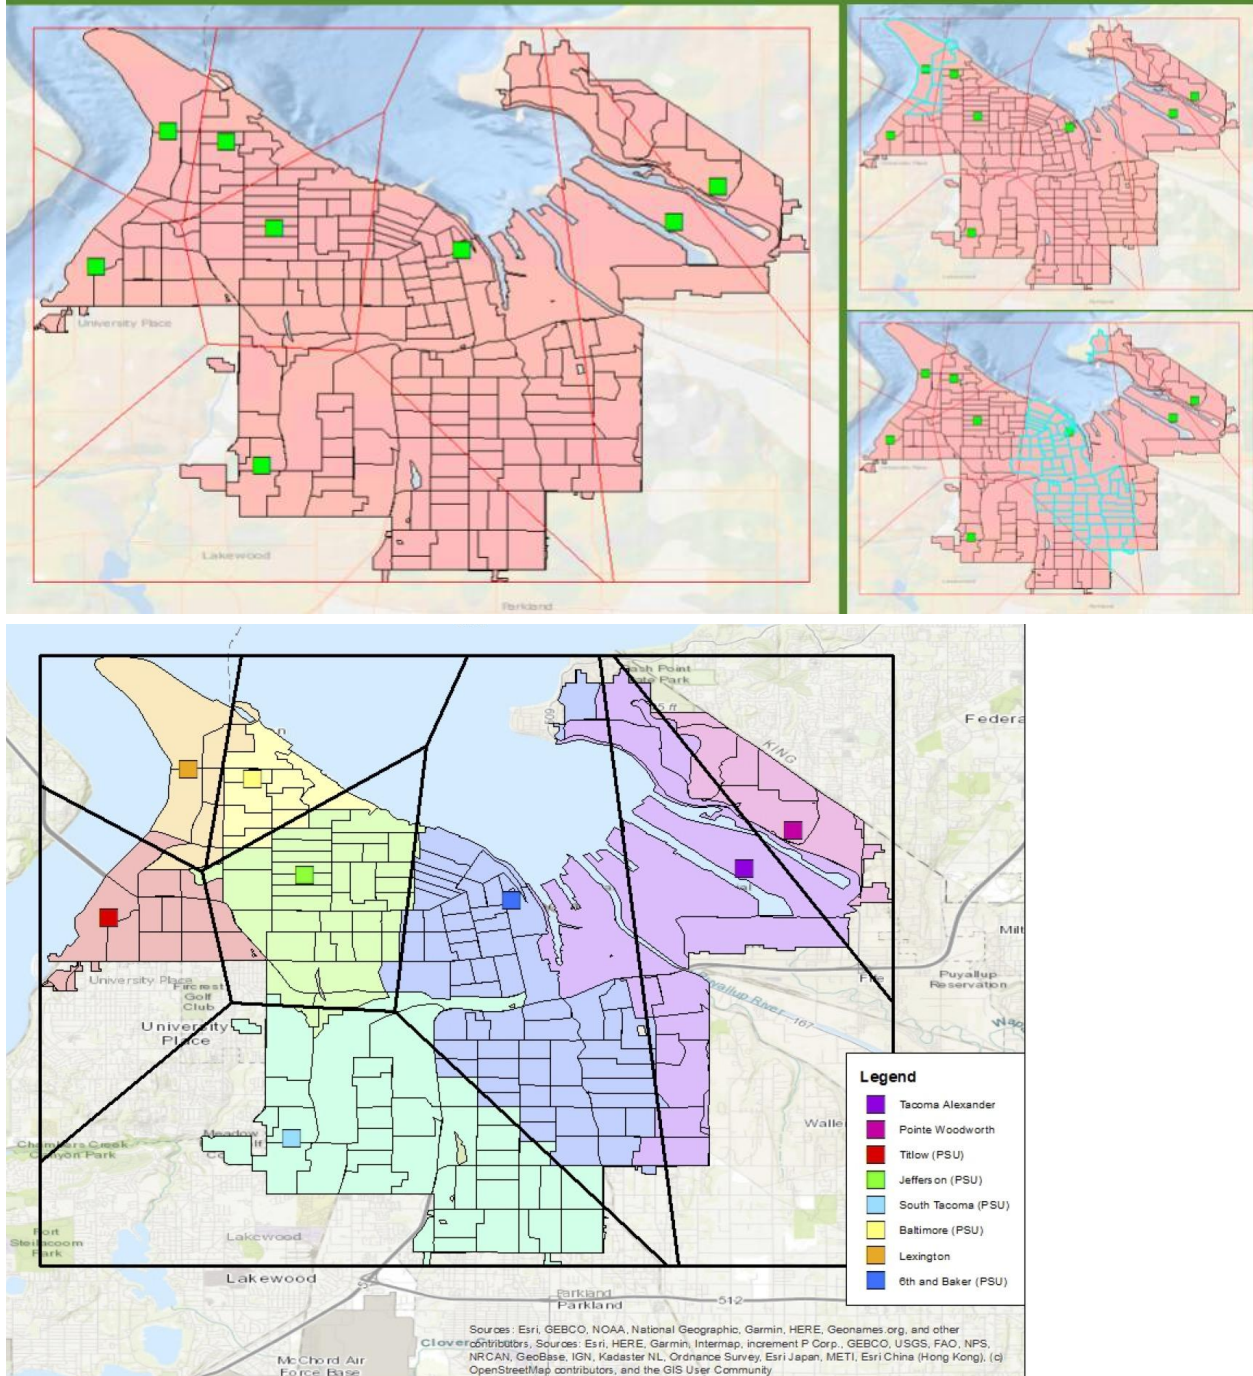 University Place
Lakewood
Parkland
Federa
KING
University Place
Fircrest
Golf
Club
University
Place
Puyallup
Reservation
Puyallup River
167
Waller
Meadow
Chambers Creek
Canyon Park
Fort
Steilacoom
Park
Lakewood
Lakewood
Parkland
Parkland
512
McChord Air
Force Base
Legend
Tacoma Alexander
Pointe Woodworth
Titlow (PSU)
Jefferson (PSU)
South Tacoma (PSU)
Baltimore (PSU)
Lexington
6th and Baker (PSU)
Sources: Esri, GEBCO, NOAA, National Geographic, Garmin, HERE, Geonames.org, and other
contributors, Sources: Esri, HERE, Garmin, Intermap, increment P Corp., GEBCO, USGS, FAO, NPS,
NRCAN, GeoBase, IGN, Kadaster NL, Ordnance Survey, Esri Japan, METI, Esri China (Hong Kong), (c)
OpenStreetMap contributors, and the GIS User Community